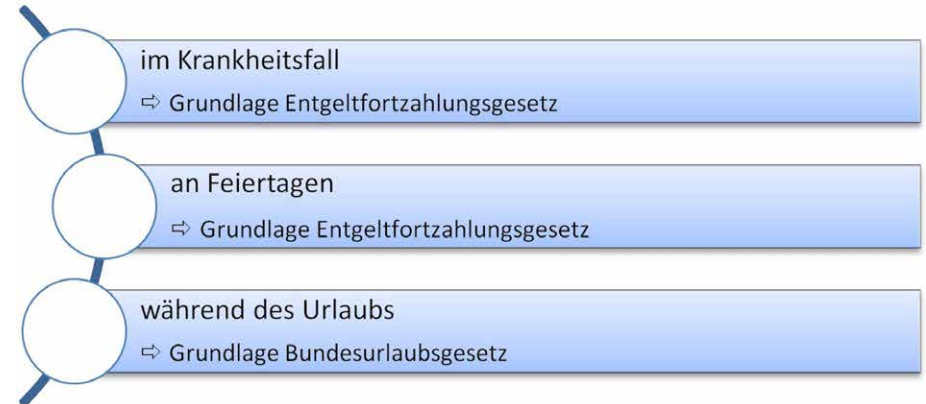 im Krankheitsfall
⇨ Grundlage Entgeltfortzahlungsgesetz
an Feiertagen
⇨ Grundlage Entgeltfortzahlungsgesetz
während des Urlaubs
⇨ Grundlage Bundesurlaubsgesetz